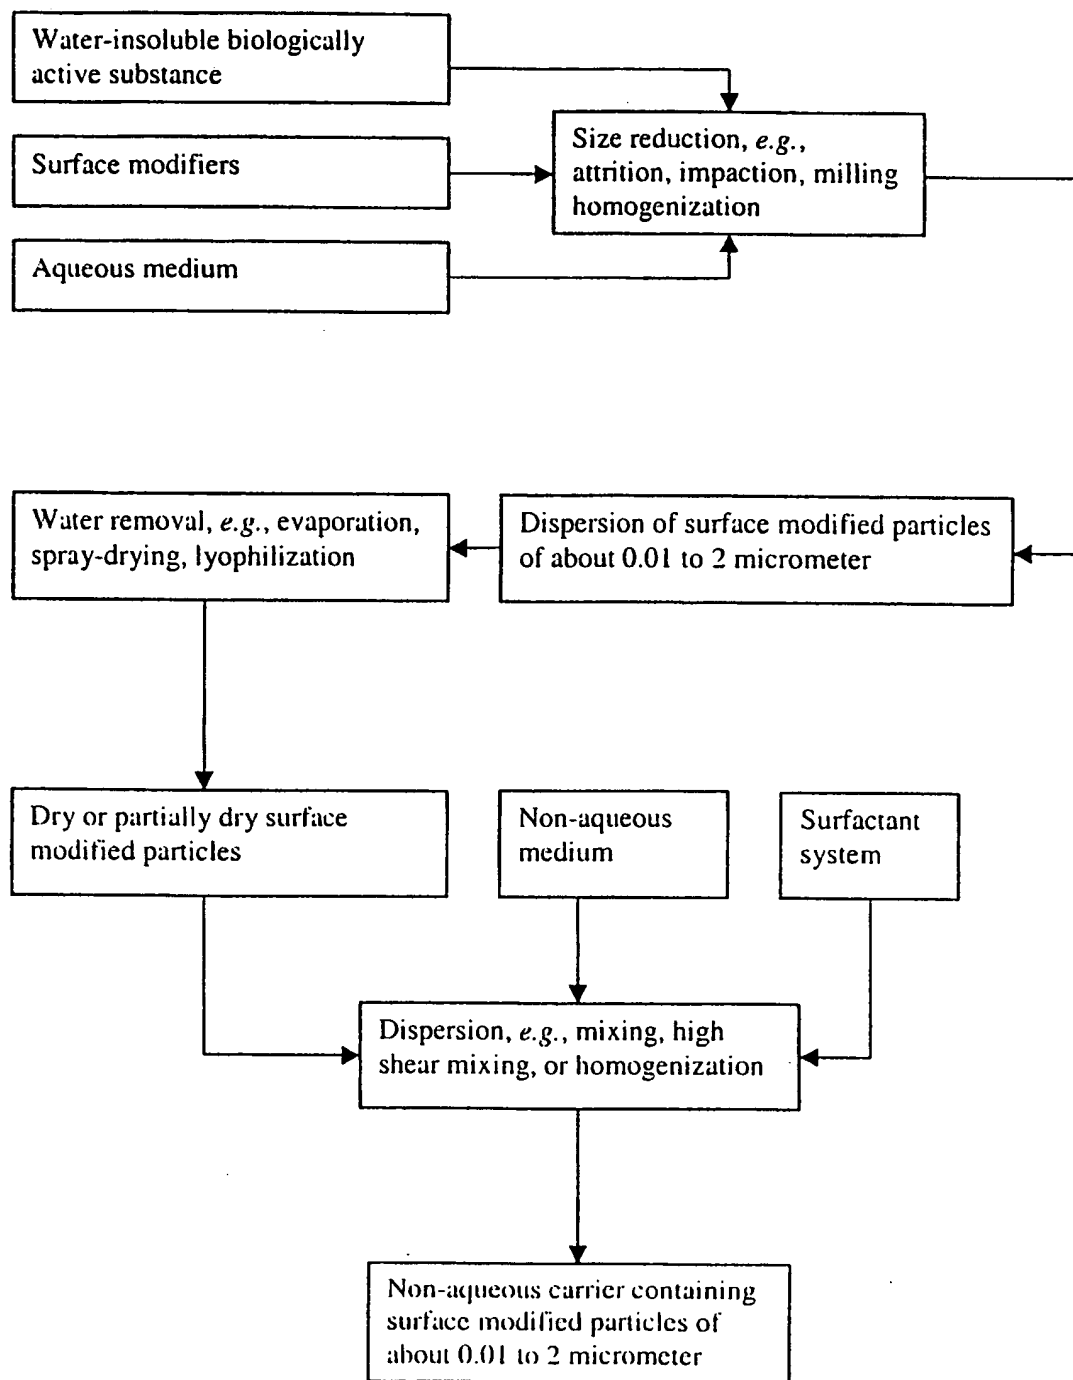 Water-insoluble biologically
active substance
Surface modifiers
Aqueous medium
Size reduction, e.g.,
attrition, impaction, milling
homogenization
Water removal, e.g., evaporation,
spray-drying, lyophilization
Dispersion of surface modified particles
of about 0.01 to 2 micrometer
Dry or partially dry surface
modified particles
Non-aqueous
medium
Surfactant
system
Dispersion, e.g., mixing, high
shear mixing, or homogenization
Non-aqueous carrier containing
surface modified particles of
about 0.01 to 2 micrometer